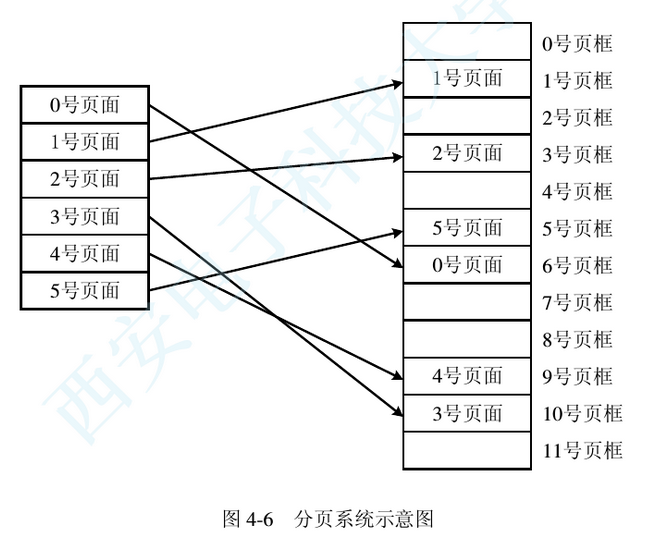 0号页面
1号页面
2号页面
3号页面
4号页面
5号页面
0号页框
1号页面 1号页框
2号页框
2号页面 3号页框
4号页框
5号页面 5号页框
0号页面 6号页框
7号页框
8号页框
4号页面 9号页框
3号页面 10号页框
11号页框
西安电子科技大学
图 4-6 分页系统示意图